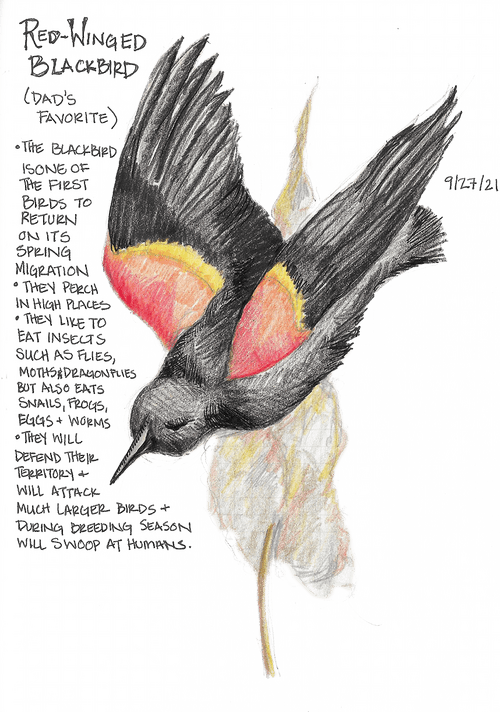 RED-WINGED
BLACKBIRD
(DAD'S
FAVORITE)
• THE BLACKBIRD
IS ONE OF
THE FIRST
BIRDS TO
RETURN
ON ITS
SPRING
MIGRATION
• THEY PERCH
IN HIGH PLACES
• THEY LIKE TO
EAT INSECTS
SUCH AS FLIES,
MOTHS & DRAGONFLIES
BUT ALSO EATS
SNAILS, FROGS,
EGGS + WORMS
• THEY WILL
DEFEND THEIR
TERRITORY +
WILL ATTACK
MUCH LARGER BIRDS +
DURING BREEDING SEASON
WILL SWOOP AT HUMANS.
9/27/21